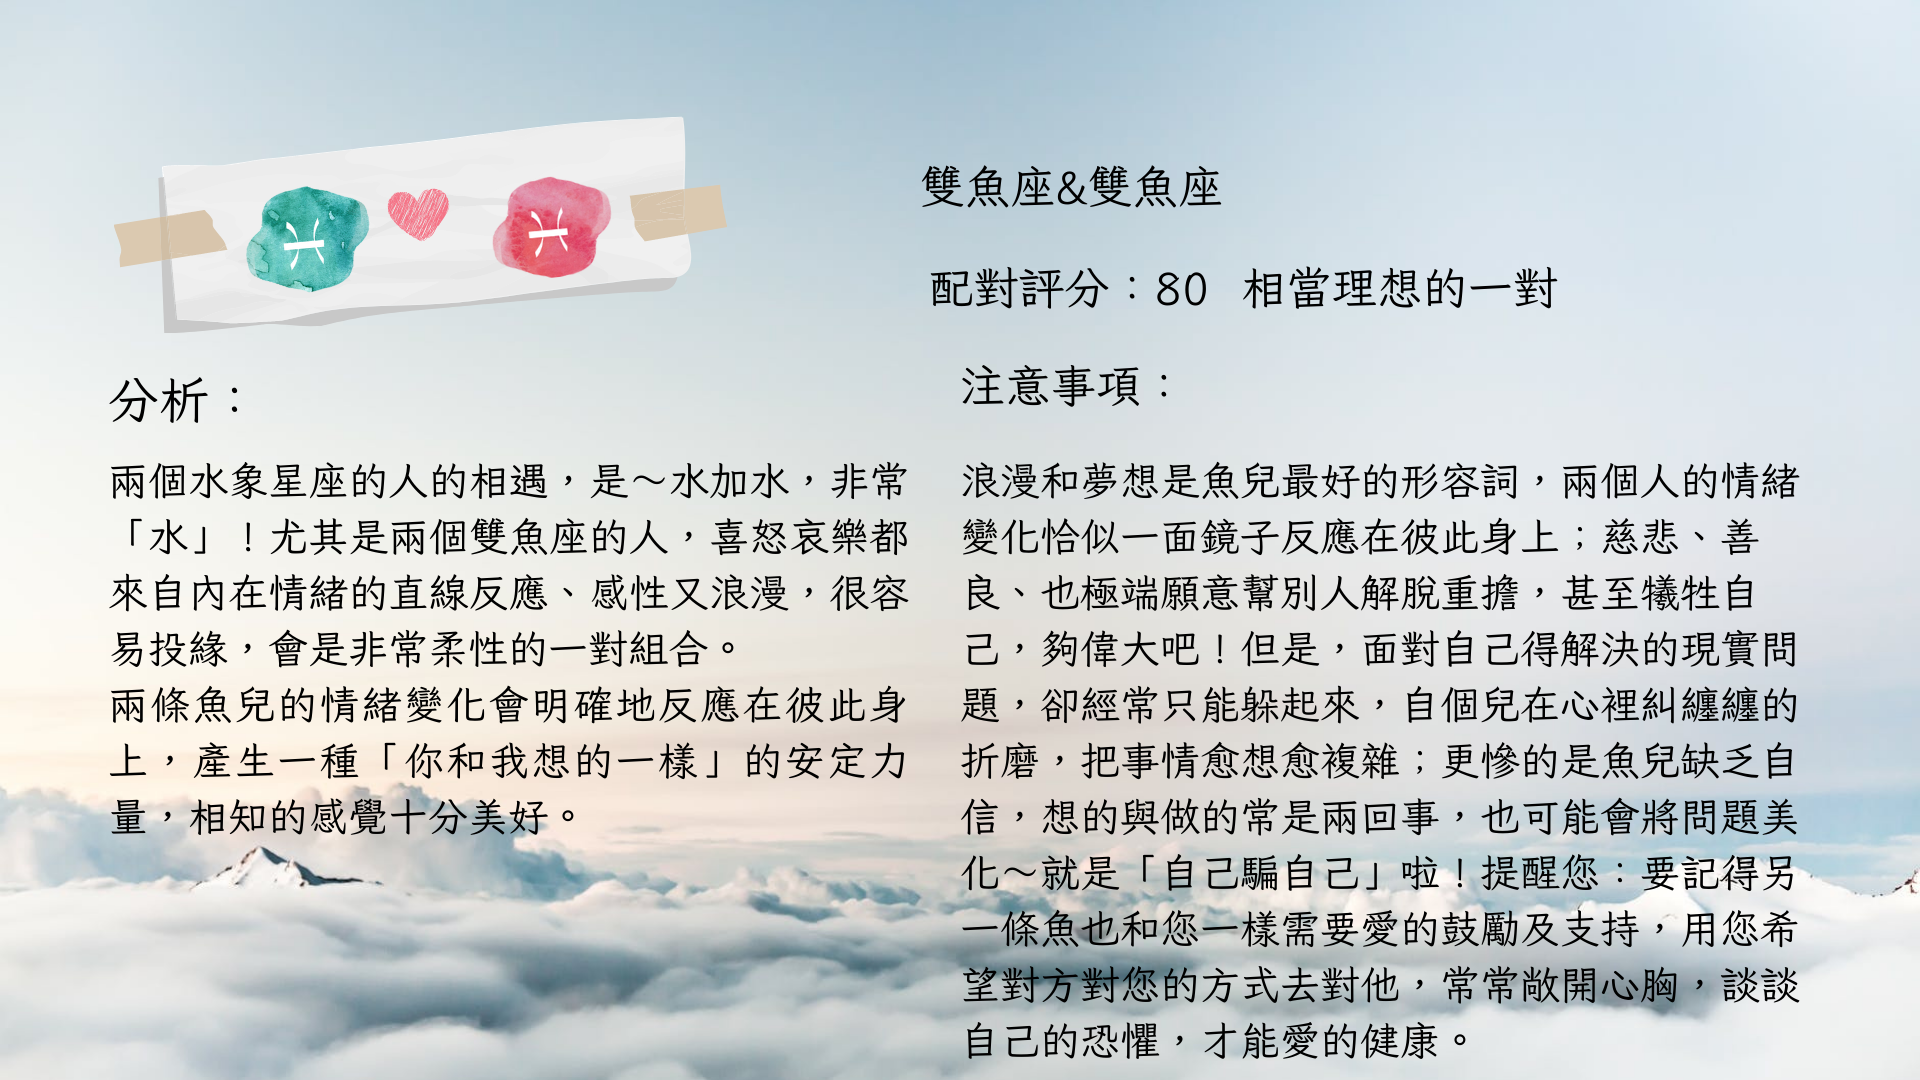 雙魚座&雙魚座
配對評分：80 相當理想的一對
分析：
兩個水象星座的人的相遇，是～水加水，非常
「水」！尤其是兩個雙魚座的人，喜怒哀樂都
來自內在情緒的直線反應、感性又浪漫，很容
易投緣，會是非常柔性的一對組合。
兩條魚兒的情緒變化會明確地反應在彼此身
上，產生一種「你和我想的一樣」的安定力
量，相知的感覺十分美好。
注意事項：
浪漫和夢想是魚兒最好的形容詞，兩個人的情緒
變化恰似一面鏡子反應在彼此身上；慈悲、善
良、也極端願意幫別人解脫重擔，甚至犧牲自
己，夠偉大吧！但是，面對自己得解決的現實問
題，卻經常只能躲起來，自個兒在心裡糾纏纏的
折磨，把事情愈想愈複雜；更慘的是魚兒缺乏自
信，想的與做的常是兩回事，也可能會將問題美
化～就是「自己騙自己」啦！提醒您：要記得另
一條魚也和您一樣需要愛的鼓勵及支持，用您希
望對方對您的方式去對他，常常敞開心胸，談談
自己的恐懼，才能愛的健康。